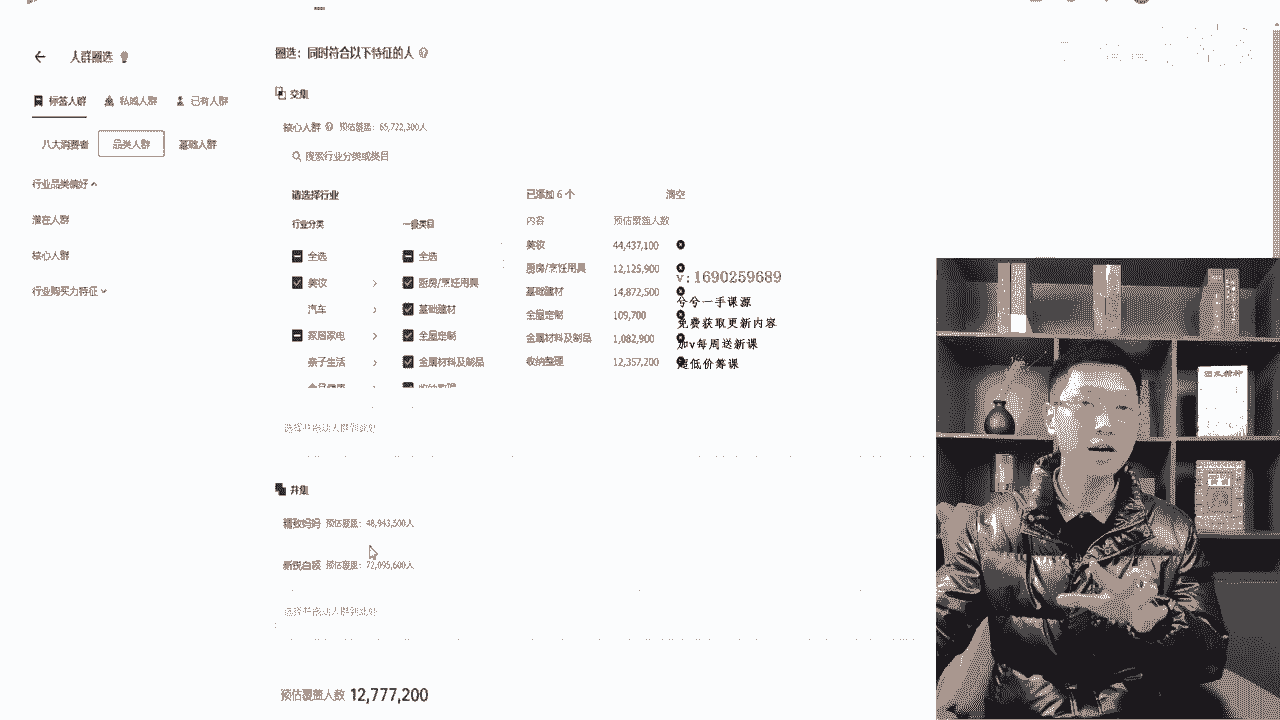 人群圈选
标签人群 私域人群 已有人群
八大消费者 品类人群 基础人群
行业品类偏好
潜在人群
核心人群
行业购买力特征
圈选：同时符合以下特征的人
交集
核心人群 预估覆盖：65,722,300人
搜索行业分类或类目
请选择行业
行业分类 一级类目
全选 全选
美妆 厨房/烹饪用具
汽车 基础建材
家居家电 全屋定制
亲子生活 金属材料及制品
收纳整理
已添加 6 个 清空
内容 预估覆盖人数
美妆 44,437,100
厨房/烹饪用具 12,125,900
基础建材 14,872,500
全屋定制 109,700
金属材料及制品 1,082,900
收纳整理 12,357,200
v:1690259689
兮兮一手课源
免费获取更新内容
加v每周送新课
超低价筹课
选择并拖动人群到此处
并集
精致妈妈 预估覆盖：48,943,500人
新锐白领 预估覆盖：72,095,600人
选择并拖动人群到此处
预估覆盖人数 12,777,200